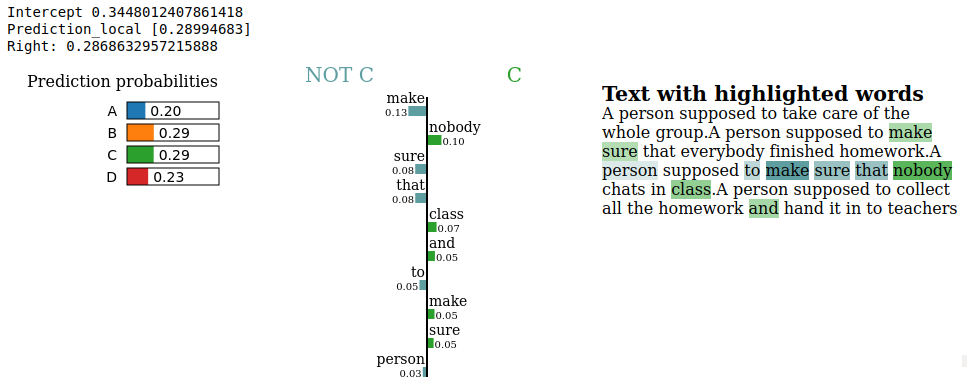 Intercept 0.3448012407861418
Prediction_local [0.28994683]
Right: 0.2868632957215888
Prediction probabilities
A 0.20
B 0.29
C 0.29
D 0.23
NOT C
C
make
0.13
nobody
0.10
sure
0.08
that
0.08
class
0.07
and
0.05
to
0.05
make
0.05
sure
0.05
person
0.03
Text with highlighted words
A person supposed to take care of the
whole group.A person supposed to make
sure that everybody finished homework.A
person supposed to make sure that nobody
chats in class.A person supposed to collect
all the homework and hand it in to teachers